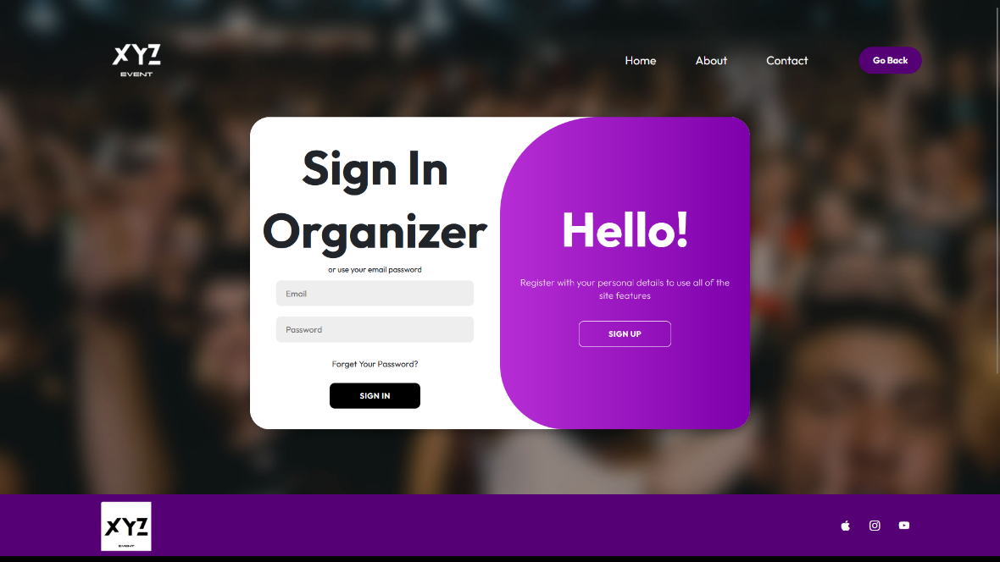 XYZ
EVENT
Home
About
Contact
Go Back
Sign In
Organizer
or use your email password
Email
Password
Forget Your Password?
SIGN IN
Hello!
Register with your personal details to use all of the
site features
SIGN UP
XYZ
EVENT